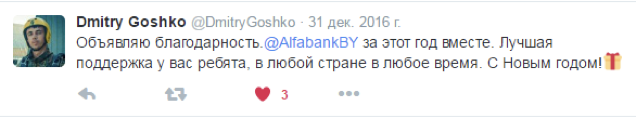 Dmitry Goshko @DmitryGoshko · 31 дек. 2016 г.
Объявляю благодарность.@AlfabankBY за этот год вместе. Лучшая
поддержка у вас ребята, в любой стране в любое время. С Новым годом!🎁
3